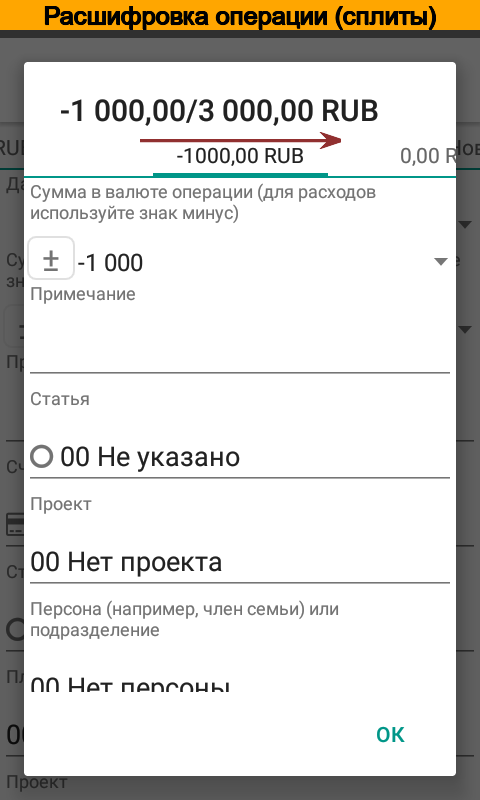 Расшифровка операции (сплиты)
-1 000,00/3 000,00 RUB
-1000,00 RUB
0,00 R
Сумма в валюте операции (для расходов
используйте знак минус)
± -1 000
Примечание
Статья
00 Не указано
Проект
00 Нет проекта
Персона (например, член семьи) или
подразделение
00 Нет персоны
OK
Проект